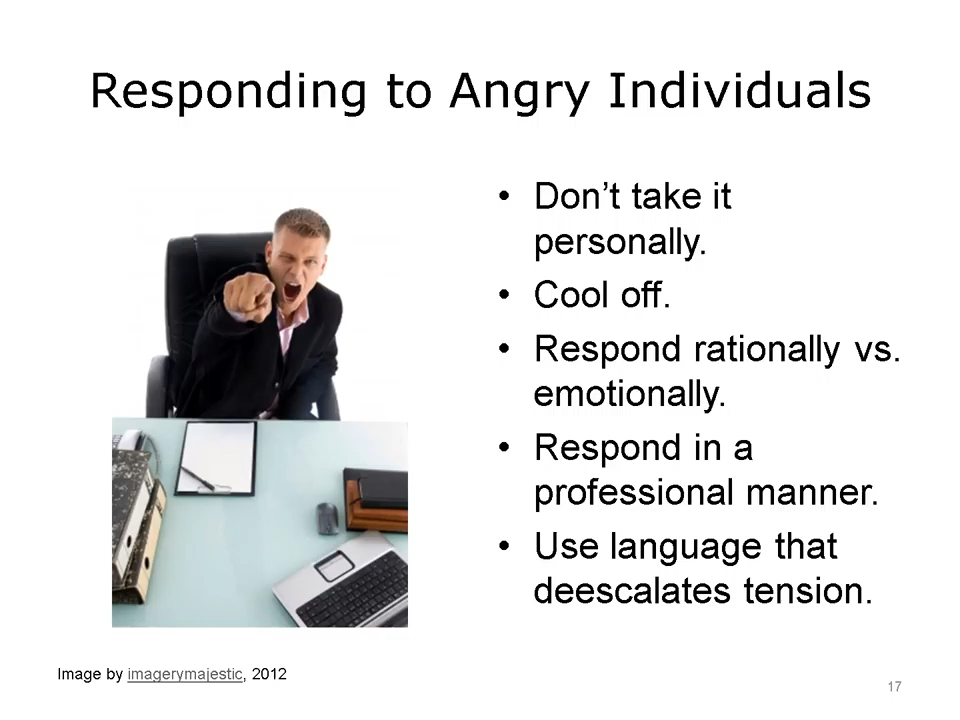 Responding to Angry Individuals
• Don’t take it
personally.
• Cool off.
• Respond rationally vs.
emotionally.
• Respond in a
professional manner.
• Use language that
deescalates tension.
Image by imagerymajestic, 2012
17